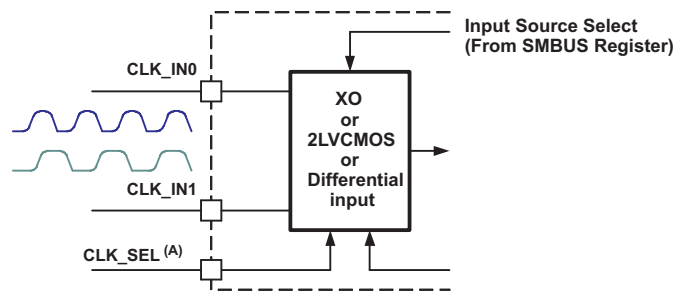 Input Source Select
(From SMBUS Register)
CLK_IN0
XO
or
2LVCMOS
or
Differential
input
CLK_IN1
CLK_SEL (A)